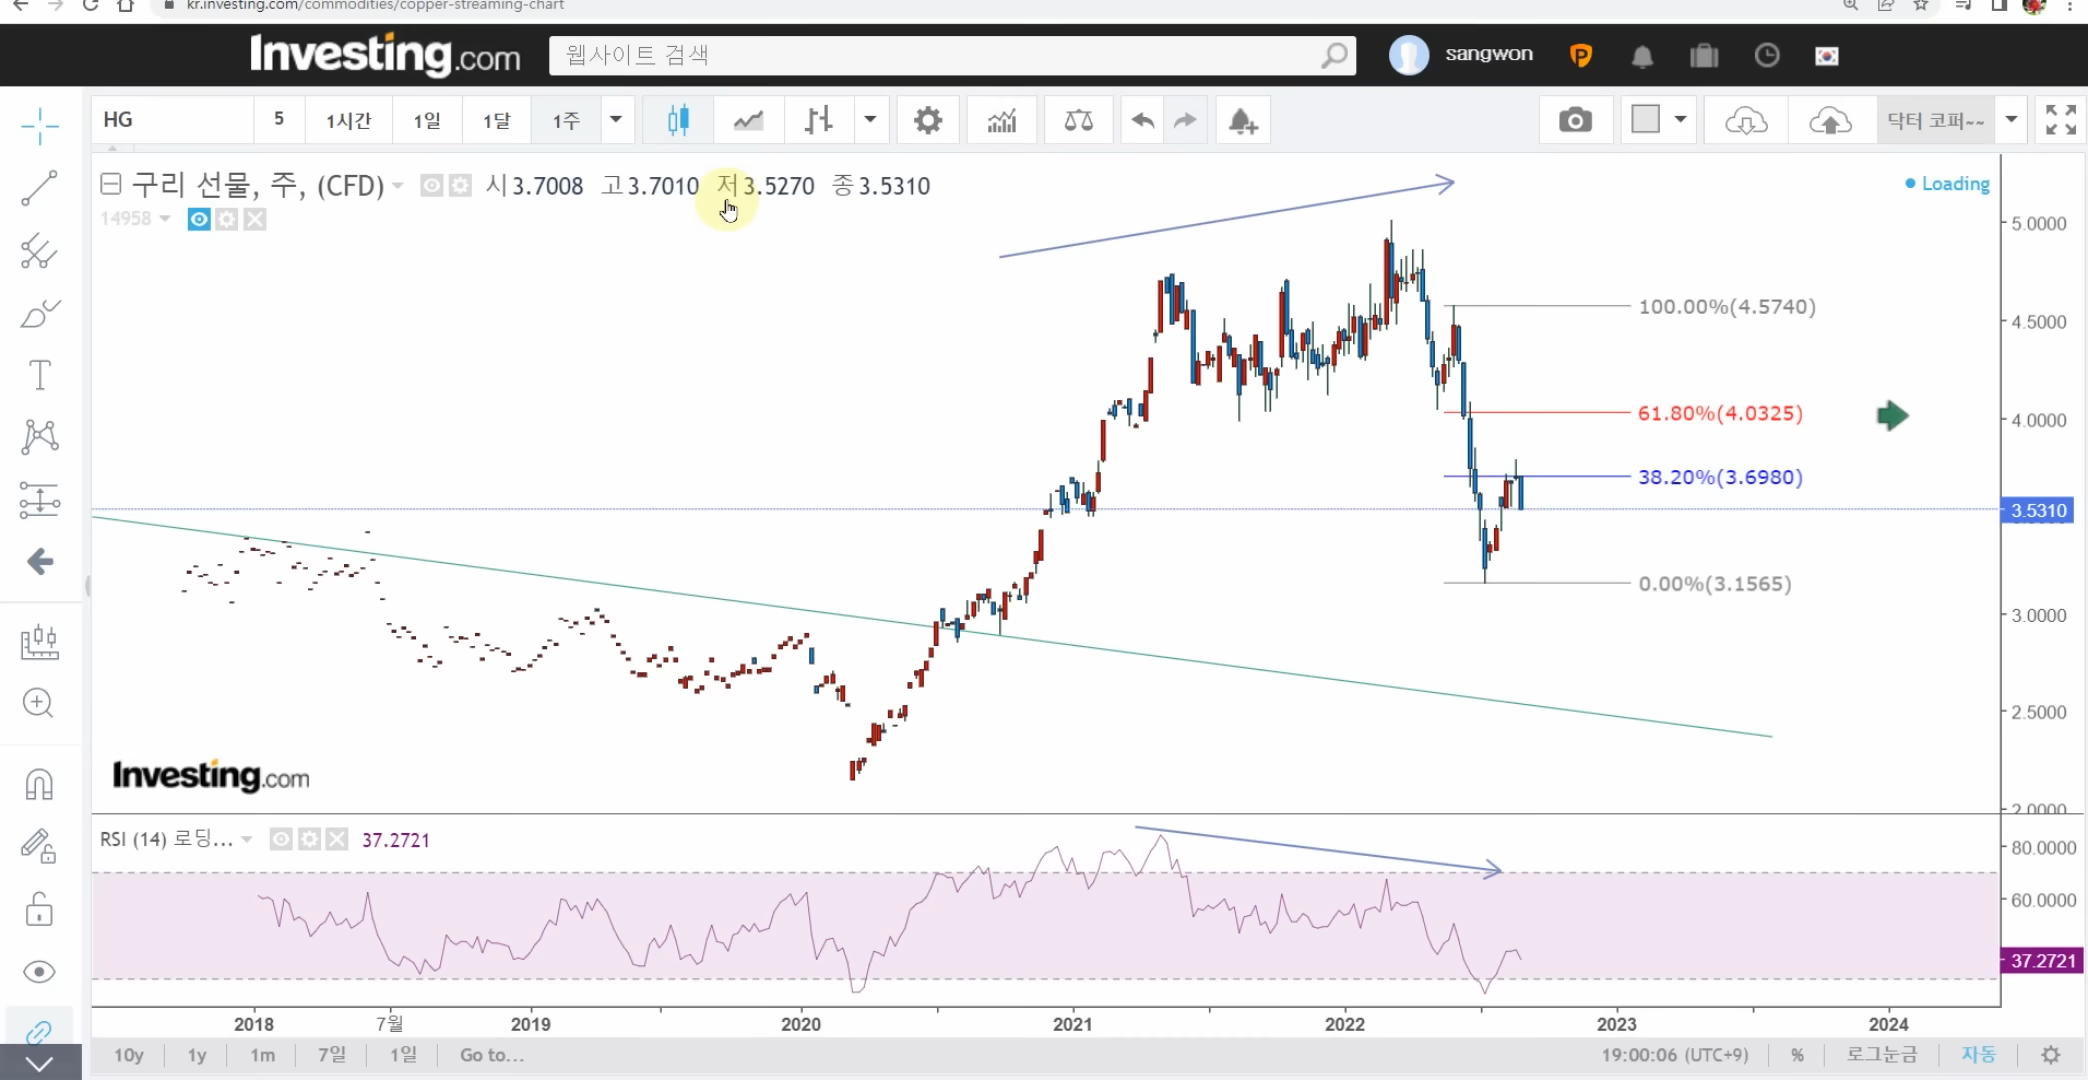 kr.investing.com/commodities/copper-streaming-chart
Investing.com
웹사이트 검색
sangwon
HG 5 1시간 1일 1달 1주
닥터 코퍼~~
구리 선물, 주, (CFD) 시3.7008 고3.7010 저3.5270 종3.5310
Loading
14958
5.0000
100.00%(4.5740)
4.5000
61.80%(4.0325)
4.0000
38.20%(3.6980)
3.5310
0.00%(3.1565)
3.0000
2.5000
Investing.com
2.0000
RSI (14) 로딩... 37.2721
80.0000
60.0000
37.2721
2018 7월 2019 2020 2021 2022 2023 2024
10y 1y 1m 7일 1일 Go to... 19:00:06 (UTC+9) % 로그눈금 자동